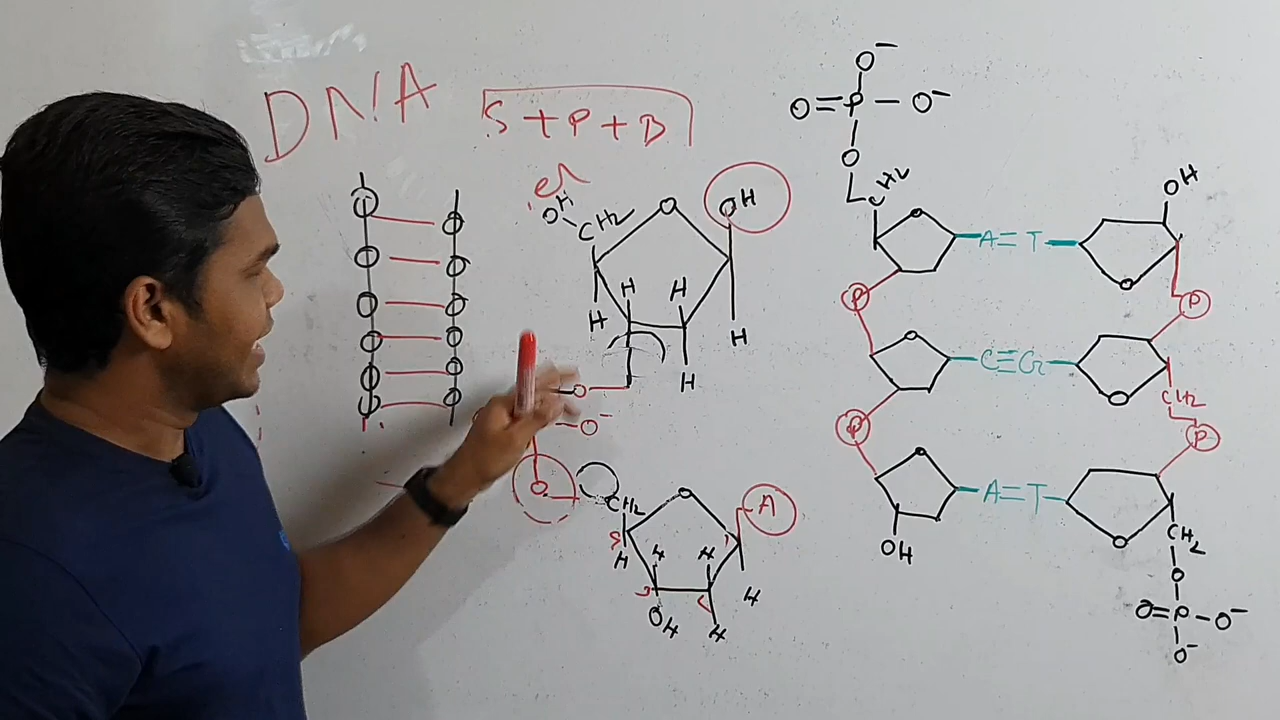 DNA
S + P + B
OH
CH2
O
OH
H
H
H
H
H
O
O-
O
CH2
O
A
H
H
H
H
OH
H
O-
O=P-O-
O
CH2
O
A=T
O
OH
P
P
O
C≡G
O
CH2
P
P
O
A=T
O
OH
CH2
O
O=P-O-
O-